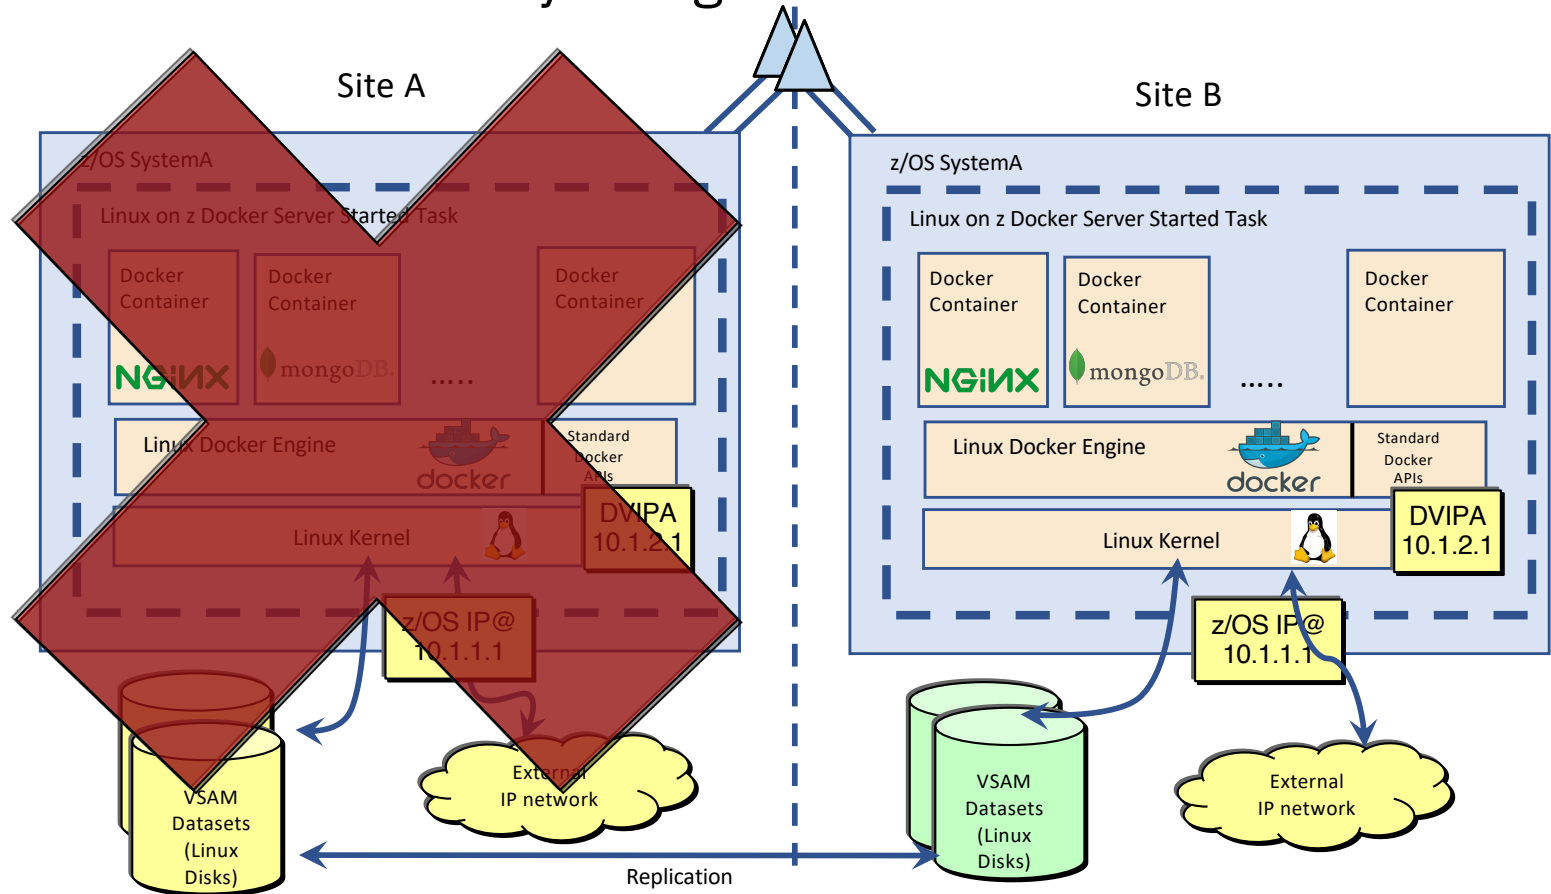 Site A
z/OS SystemA
Linux on z Docker Server Started Task
Docker
Container
NGiNX
Docker
Container
mongoDB.
.....
Docker
Container
Linux Docker Engine
docker
Standard
Docker
APIs
Linux Kernel
DVIPA
10.1.2.1
z/OS IP@
10.1.1.1
VSAM
Datasets
(Linux
Disks)
External
IP network
Replication
Site B
z/OS SystemA
Linux on z Docker Server Started Task
Docker
Container
NGiNX
Docker
Container
mongoDB.
.....
Docker
Container
Linux Docker Engine
docker
Standard
Docker
APIs
Linux Kernel
DVIPA
10.1.2.1
z/OS IP@
10.1.1.1
VSAM
Datasets
(Linux
Disks)
External
IP network